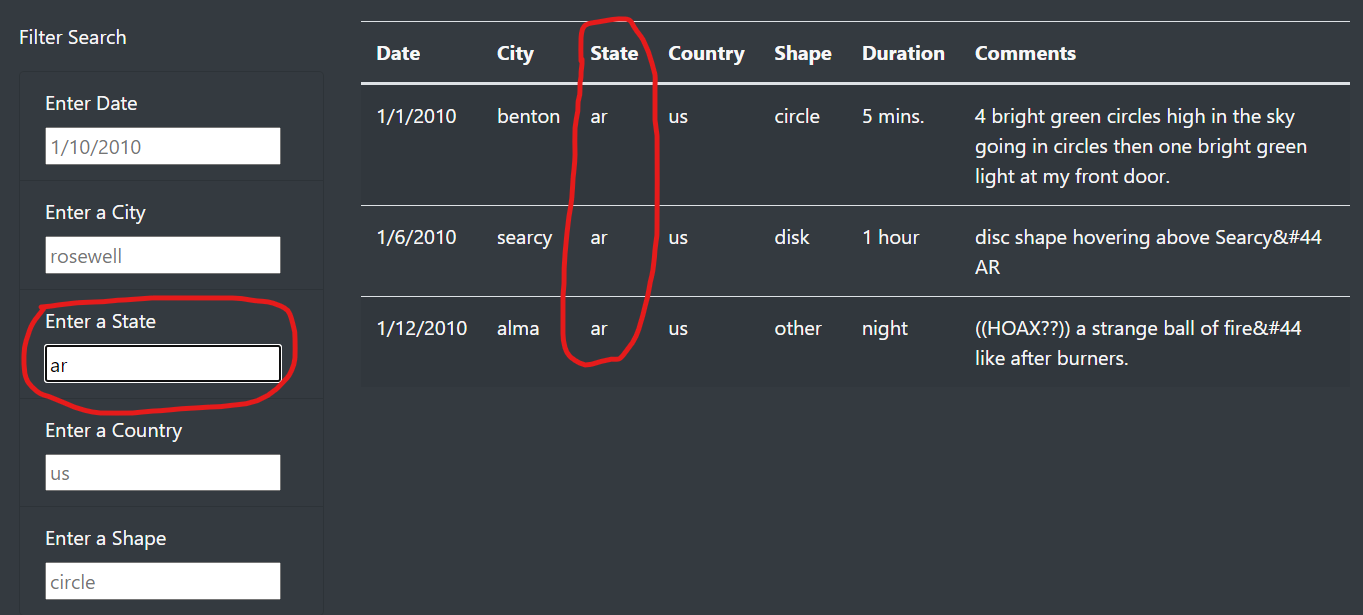 Filter Search
Enter Date
1/10/2010
Enter a City
rosewell
Enter a State
ar
Enter a Country
us
Enter a Shape
circle
Date City State Country Shape Duration Comments
1/1/2010 benton ar us circle 5 mins. 4 bright green circles high in the sky
going in circles then one bright green
light at my front door.
1/6/2010 searcy ar us disk 1 hour disc shape hovering above Searcy&#44
AR
1/12/2010 alma ar us other night ((HOAX??)) a strange ball of fire&#44
like after burners.